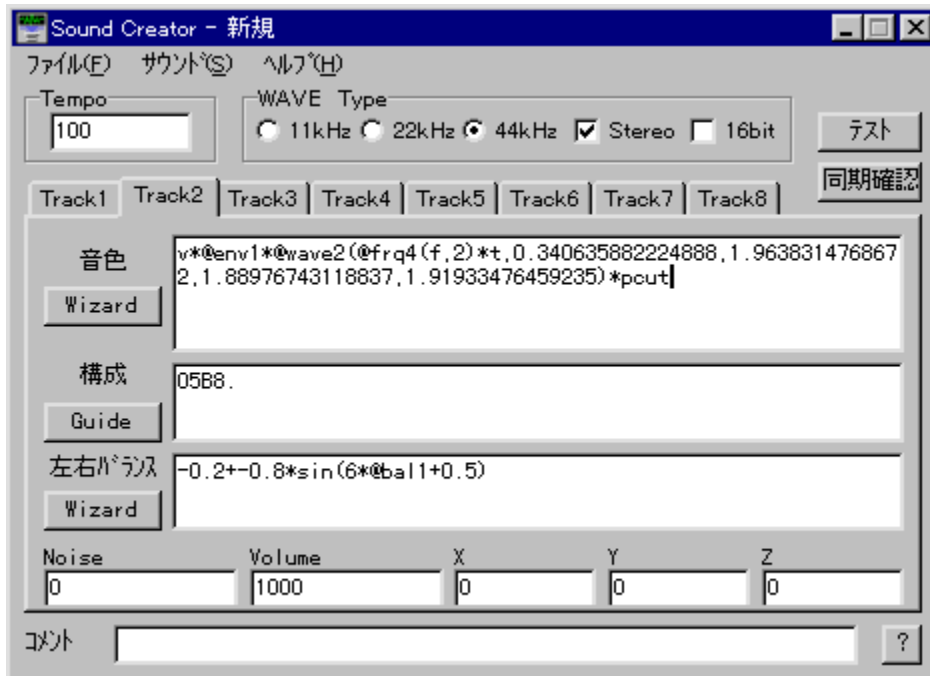 Sound Creator - 新規
ﾌｧｲﾙ(F) ｻｳﾝﾄﾞ(S) ﾍﾙﾌﾟ(H)
Tempo
100
WAVE Type
11kHz 22kHz 44kHz Stereo 16bit
ﾃｽﾄ
同期確認
Track1 Track2 Track3 Track4 Track5 Track6 Track7 Track8
音色
Wizard
v*@env1*@wave2(@frq4(f,2)*t,0.340635882224888,1.963831476867
2,1.88976743118837,1.91933476459235)*pcut
構成
Guide
O5B8.
左右ﾊﾞﾗﾝｽ
Wizard
-0.2+-0.8*sin(6*@bal1+0.5)
Noise Volume X Y Z
0 1000 0 0 0
ｺﾒﾝﾄ
?